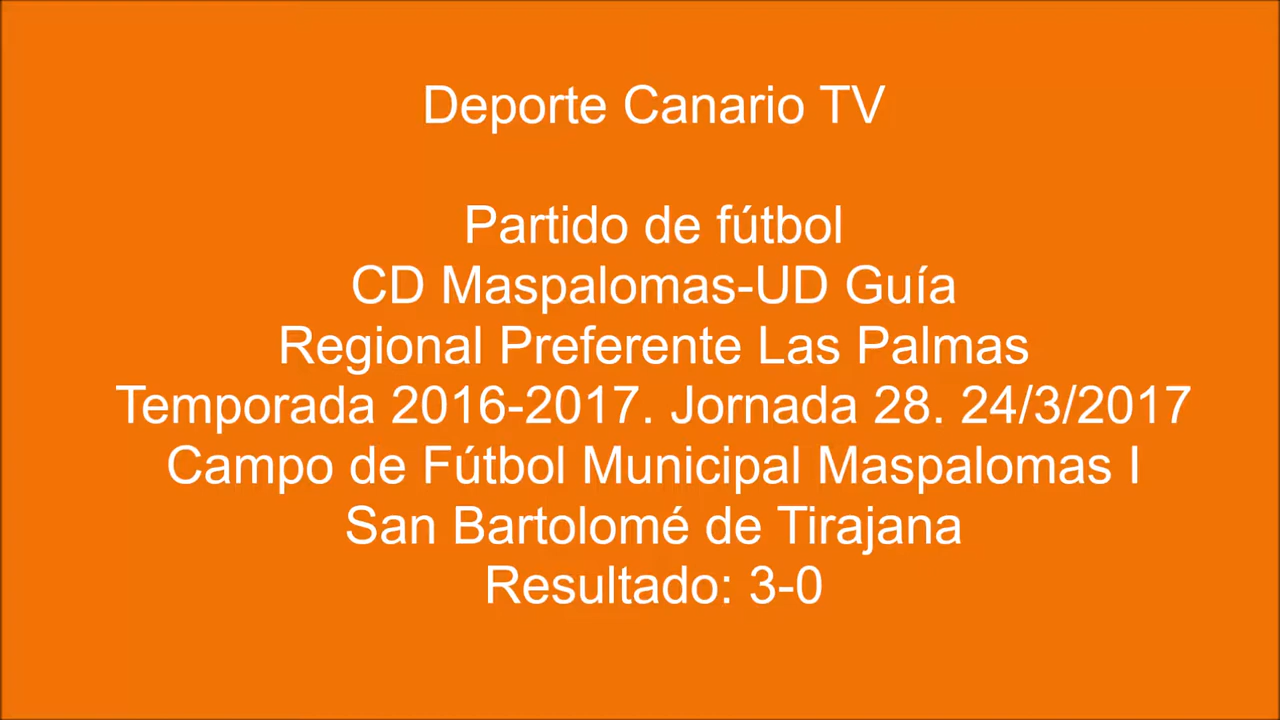 Deporte Canario TV
Partido de fútbol
CD Maspalomas-UD Guía
Regional Preferente Las Palmas
Temporada 2016-2017. Jornada 28. 24/3/2017
Campo de Fútbol Municipal Maspalomas I
San Bartolomé de Tirajana
Resultado: 3-0